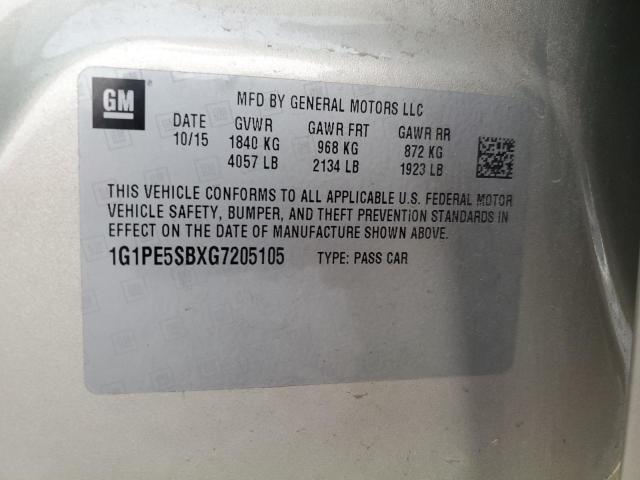 GM
MFD BY GENERAL MOTORS LLC
DATE GVWR GAWR FRT GAWR RR
10/15 1840 KG 968 KG 872 KG
4057 LB 2134 LB 1923 LB
THIS VEHICLE CONFORMS TO ALL APPLICABLE U.S. FEDERAL MOTOR
VEHICLE SAFETY, BUMPER, AND THEFT PREVENTION STANDARDS IN
EFFECT ON THE DATE OF MANUFACTURE SHOWN ABOVE.
1G1PE5SBXG7205105 TYPE: PASS CAR